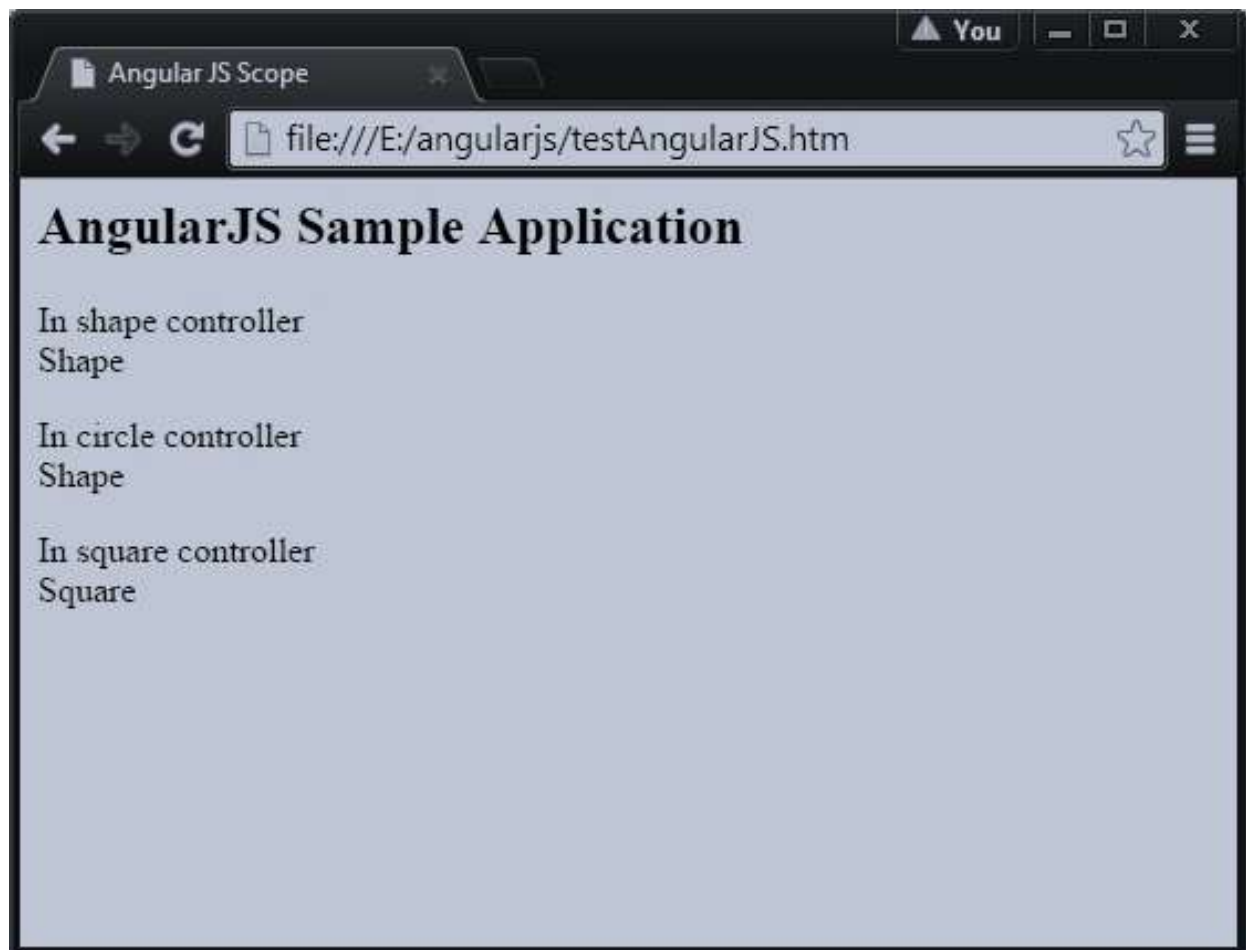 You
Angular JS Scope
file:///E:/angularjs/testAngularJS.htm
AngularJS Sample Application
In shape controller
Shape
In circle controller
Shape
In square controller
Square